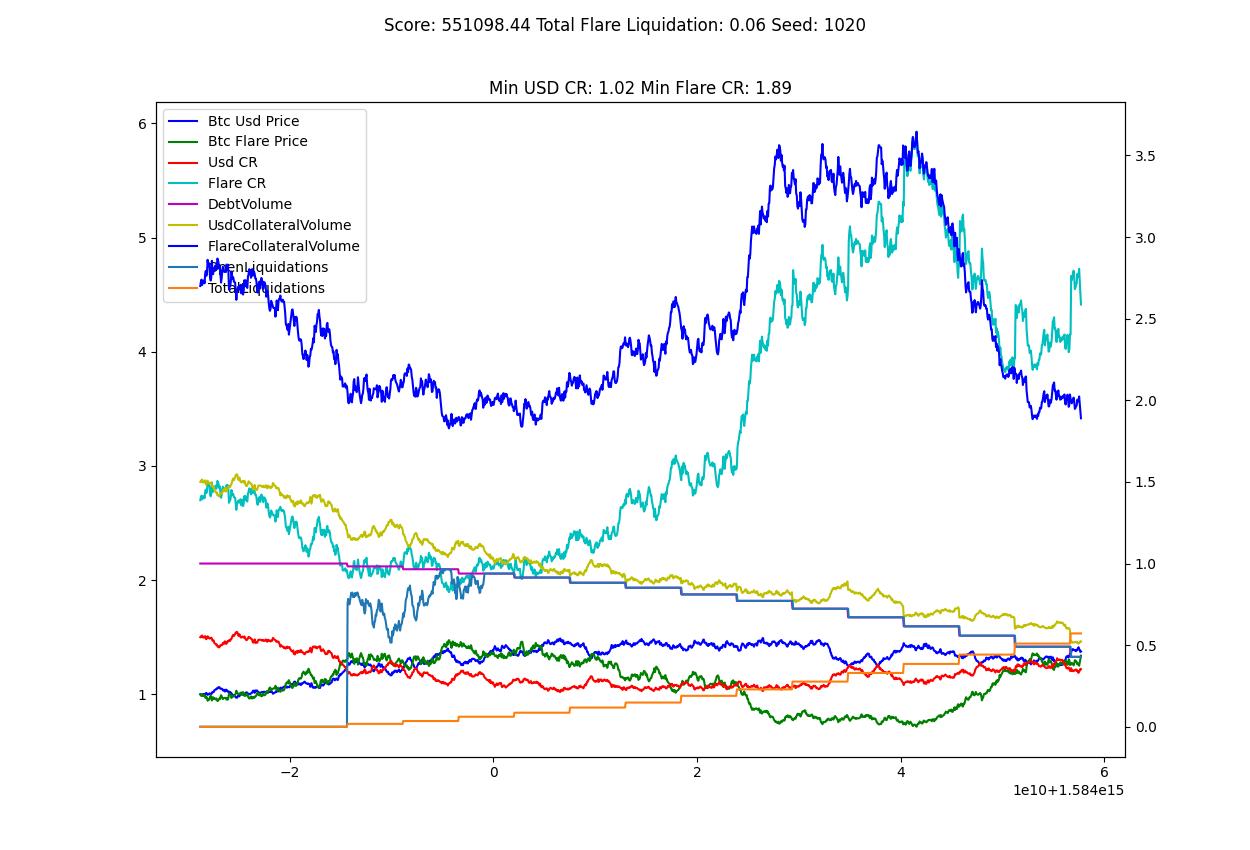 Score: 551098.44 Total Flare Liquidation: 0.06 Seed: 1020
Min USD CR: 1.02 Min Flare CR: 1.89
Btc Usd Price
Btc Flare Price
Usd CR
Flare CR
DebtVolume
UsdCollateralVolume
FlareCollateralVolume
OpenLiquidations
TotalLiquidations
6
5
4
3
2
1
3.5
3.0
2.5
2.0
1.5
1.0
0.5
0.0
−2
0
2
4
6
1e10+1.584e15